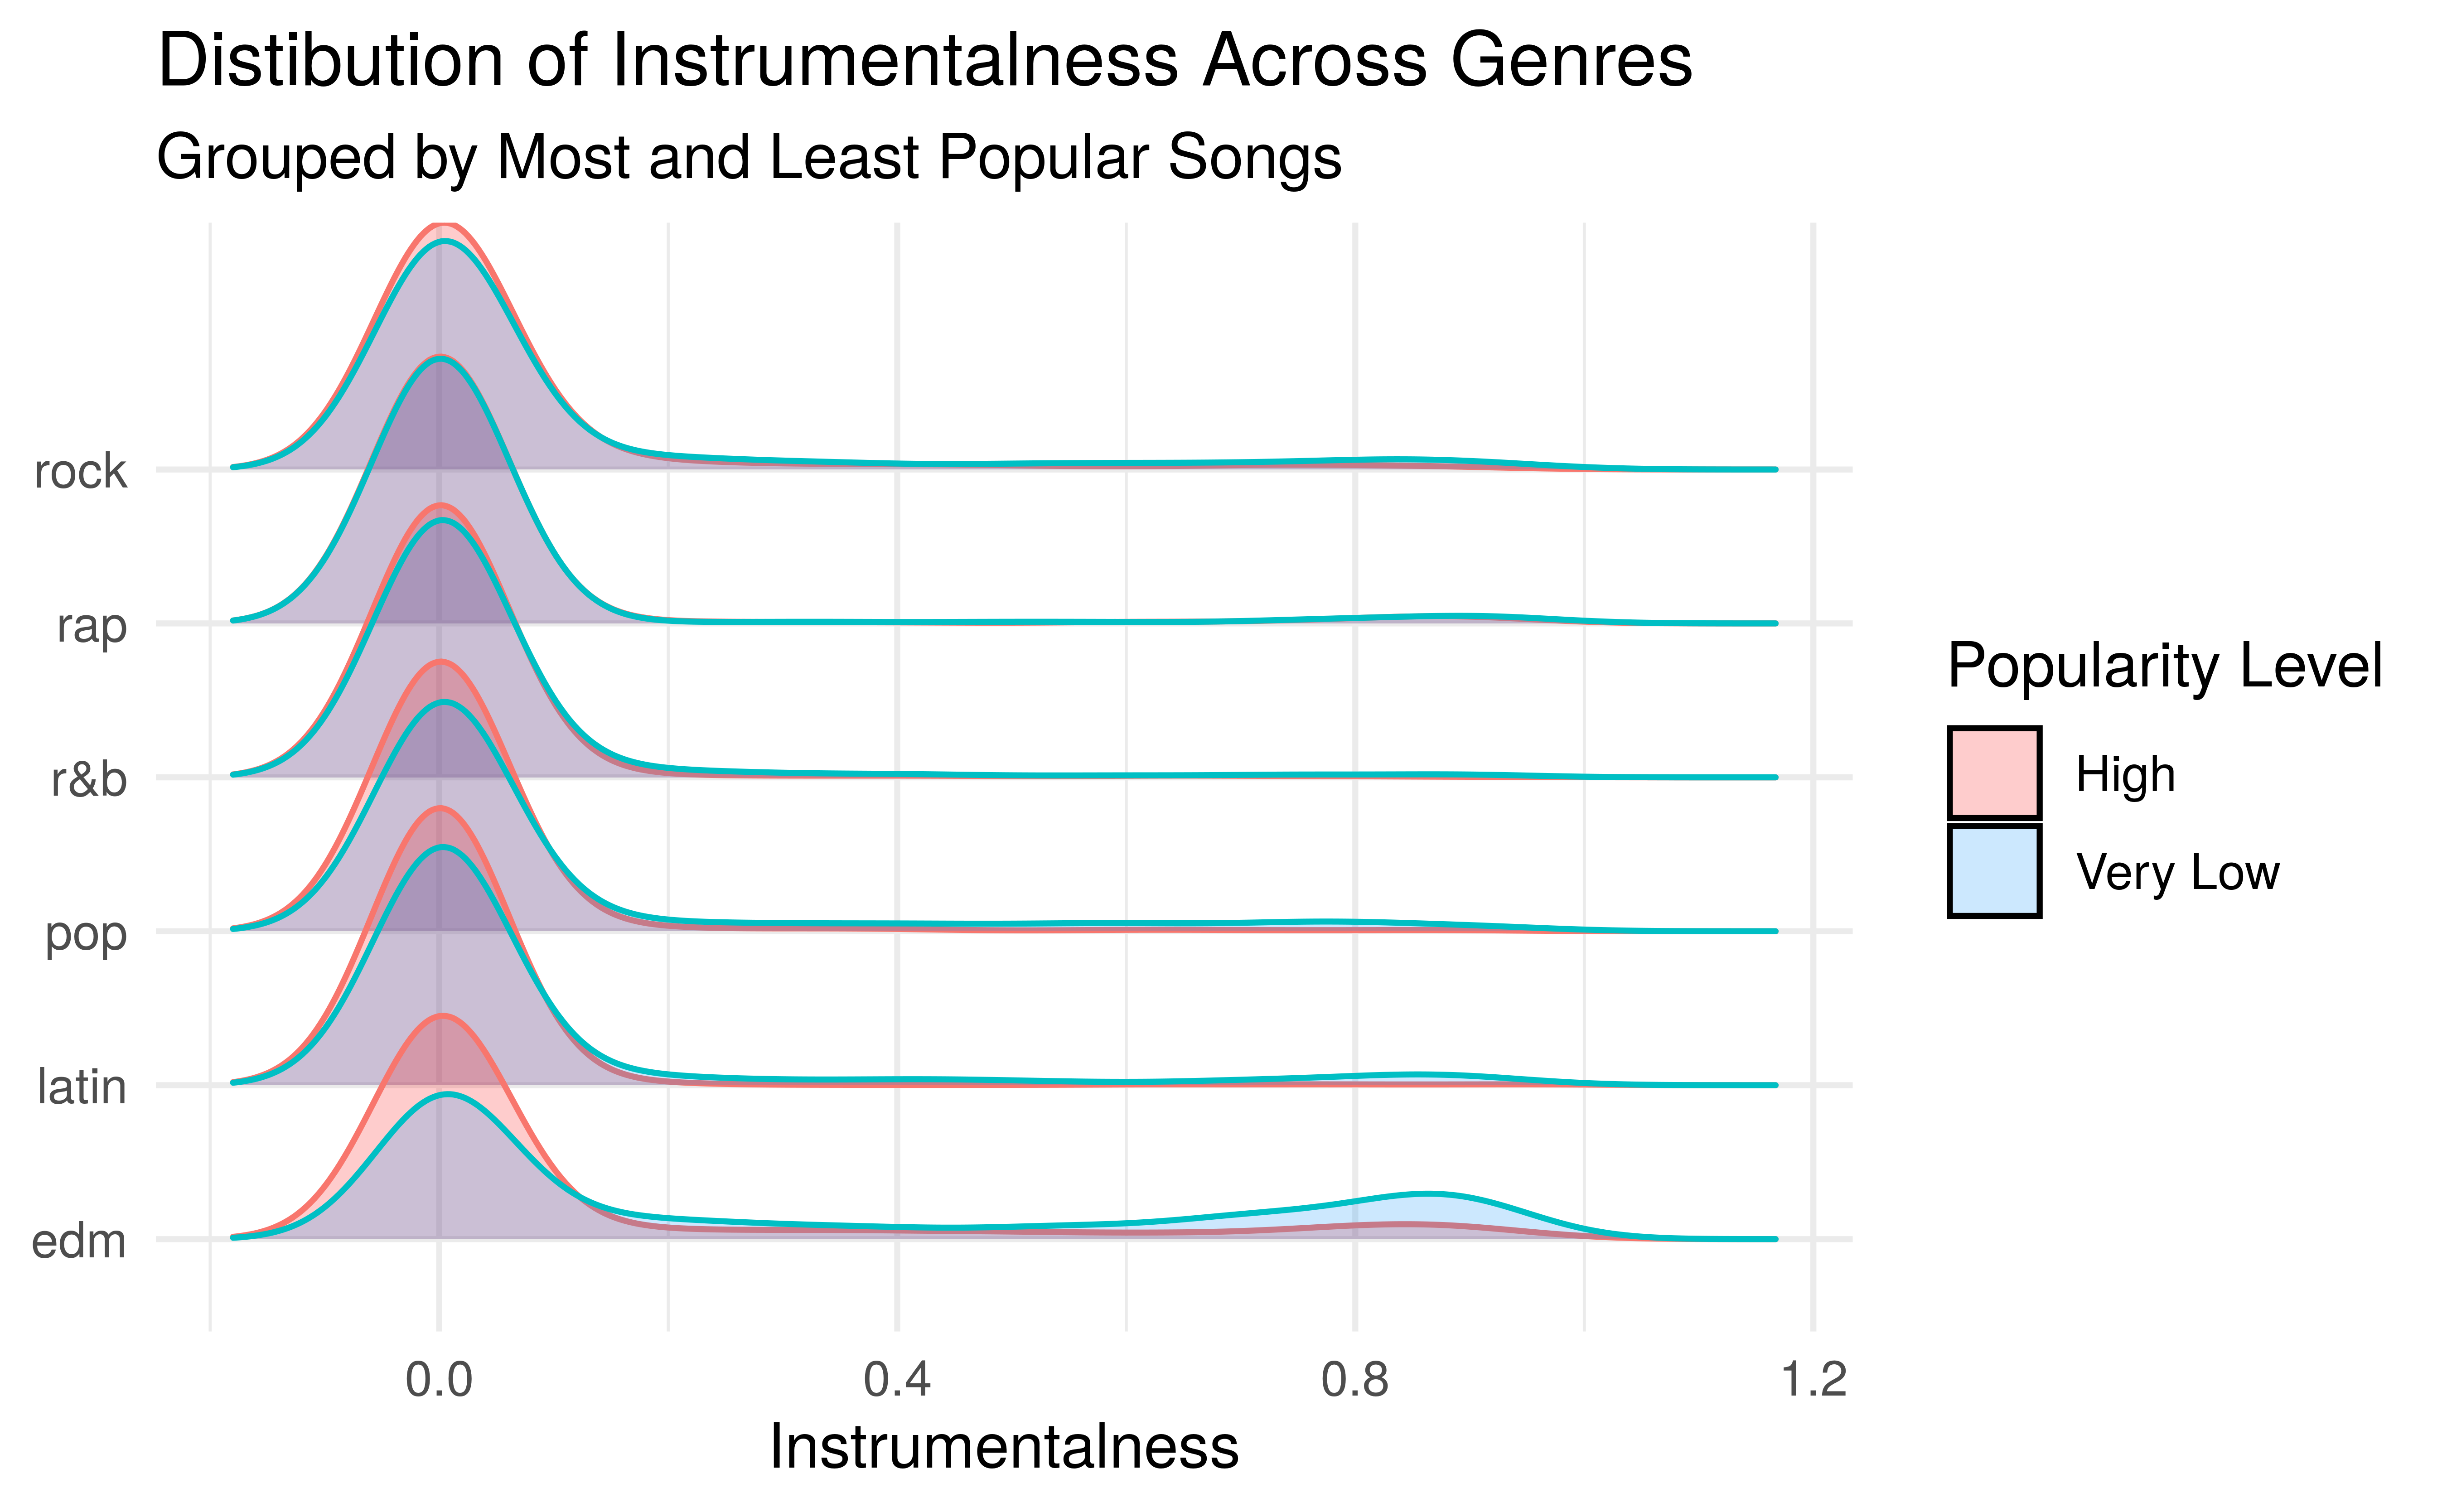 Distibution of Instrumentalness Across Genres
Grouped by Most and Least Popular Songs
rock
rap
r&b
pop
latin
edm
0.0 0.4 0.8 1.2
Instrumentalness
Popularity Level
High
Very Low